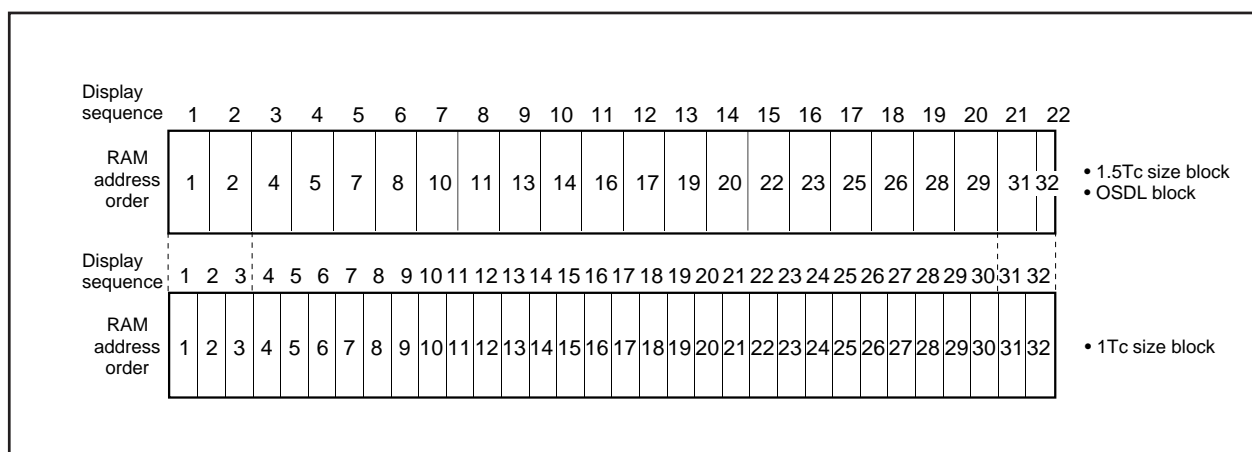 Display
sequence 1 2 3 4 5 6 7 8 9 10 11 12 13 14 15 16 17 18 19 20 21 22
RAM
address
order
1 2 4 5 7 8 10 11 13 14 16 17 19 20 22 23 25 26 28 29 31 32
• 1.5Tc size block
• OSDL block
Display
sequence 1 2 3 4 5 6 7 8 9 10 11 12 13 14 15 16 17 18 19 20 21 22 23 24 25 26 27 28 29 30 31 32
RAM
address
order
1 2 3 4 5 6 7 8 9 10 11 12 13 14 15 16 17 18 19 20 21 22 23 24 25 26 27 28 29 30 31 32
• 1Tc size block